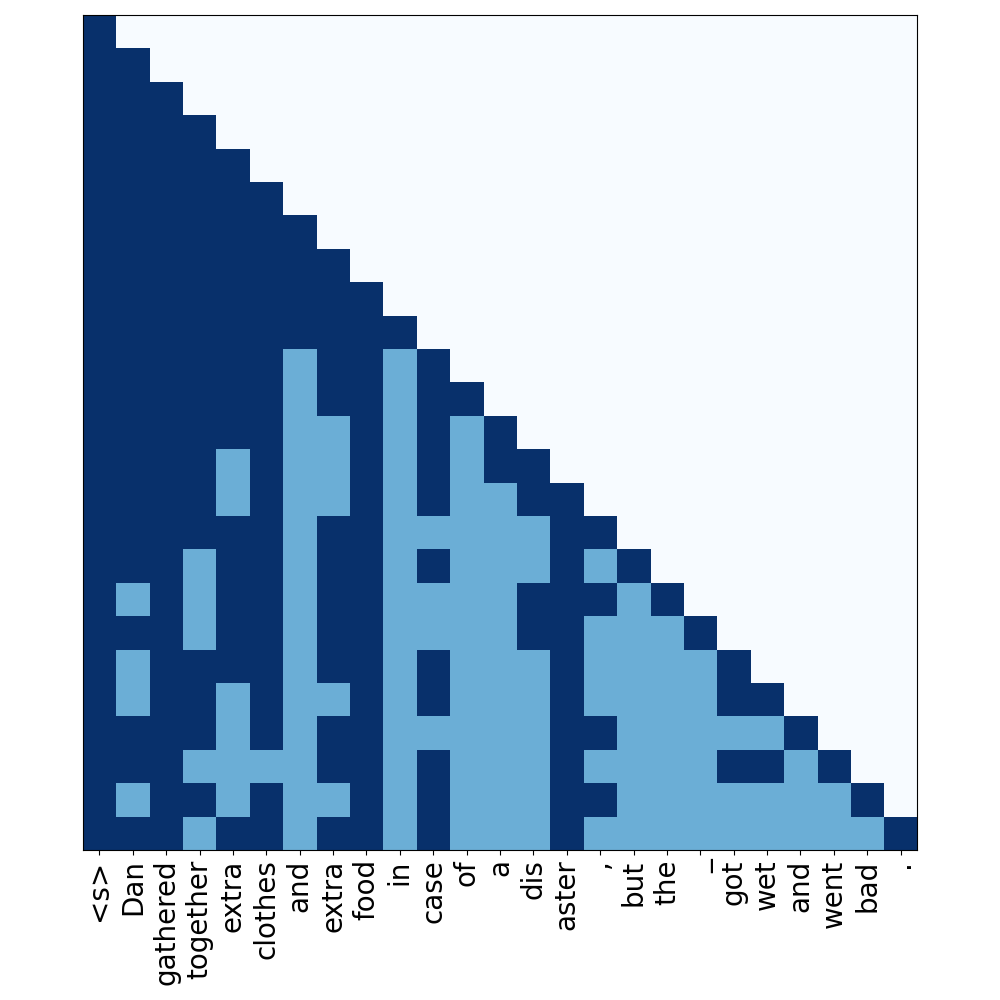 <s>
Dan
gathered
together
extra
clothes
and
extra
food
in
case
of
a
dis
aster
,
but
the
_
got
wet
and
went
bad
.